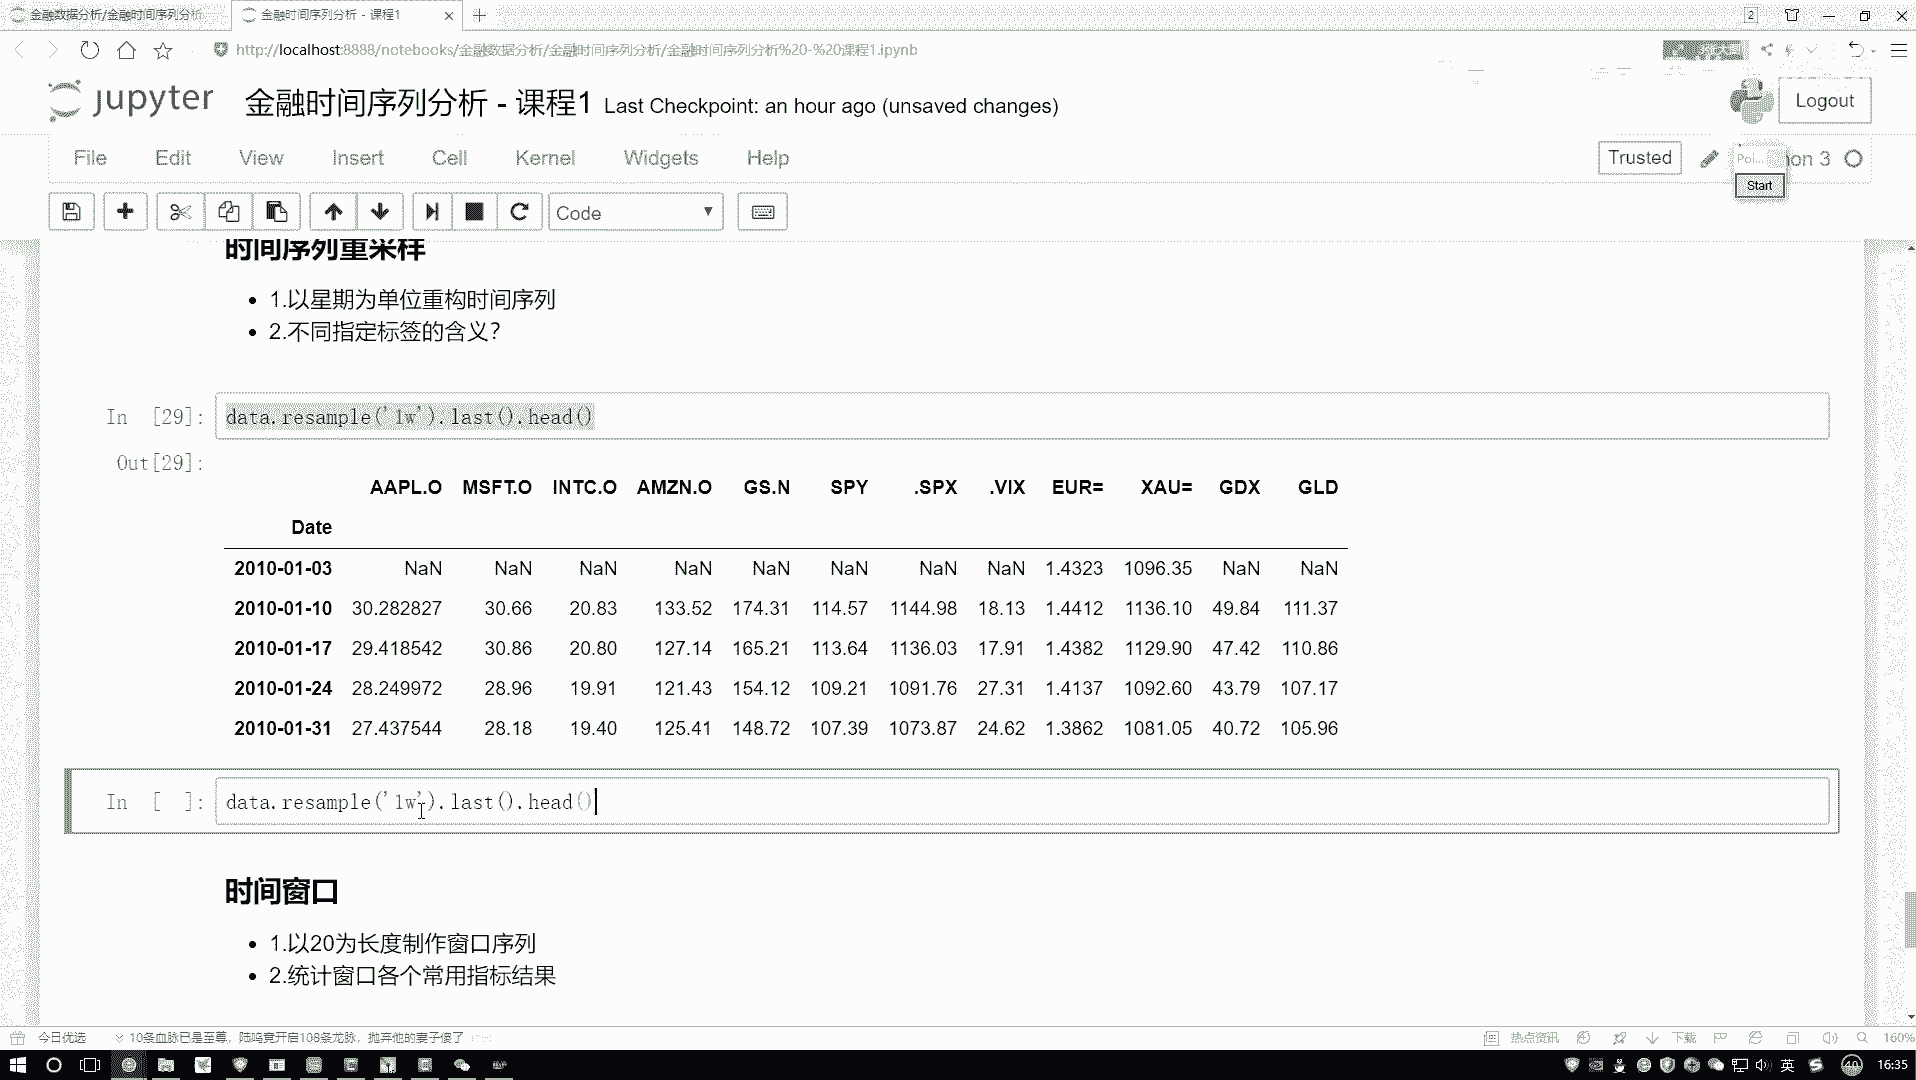 金融数据分析/金融时间序列分析
金融时间序列分析 - 课程1
2
http://localhost:8888/notebooks/金融数据分析/金融时间序列分析/金融时间序列分析%20-%20课程1.ipynb
jupyter 金融时间序列分析 - 课程1 Last Checkpoint: an hour ago (unsaved changes)
Logout
File Edit View Insert Cell Kernel Widgets Help
Trusted
Poi... on 3
Start
Code
时间序列重采样
1.以星期为单位重构时间序列
2.不同指定标签的含义?
In [29]: data.resample('1w').last().head()
Out[29]:
AAPL.O MSFT.O INTC.O AMZN.O GS.N SPY .SPX .VIX EUR= XAU= GDX GLD
Date
2010-01-03 NaN NaN NaN NaN NaN NaN NaN NaN 1.4323 1096.35 NaN NaN
2010-01-10 30.282827 30.66 20.83 133.52 174.31 114.57 1144.98 18.13 1.4412 1136.10 49.84 111.37
2010-01-17 29.418542 30.86 20.80 127.14 165.21 113.64 1136.03 17.91 1.4382 1129.90 47.42 110.86
2010-01-24 28.249972 28.96 19.91 121.43 154.12 109.21 1091.76 27.31 1.4137 1092.60 43.79 107.17
2010-01-31 27.437544 28.18 19.40 125.41 148.72 107.39 1073.87 24.62 1.3862 1081.05 40.72 105.96
In [ ]: data.resample('1w').last().head()
时间窗口
1.以20为长度制作窗口序列
2.统计窗口各个常用指标结果
今日优选 10条血脉已是至尊，陆鸣竟开启108条龙脉，抛弃他的妻子傻了
热点资讯 下载 160%
英 40 16:35